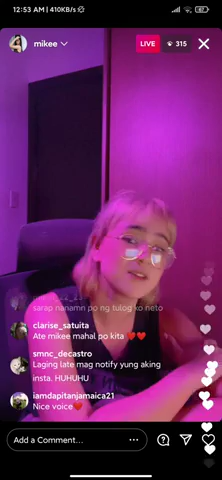 12:53 AM | 410KB/s
67
mikee
LIVE
315
sarap nanamn po ng tulog ko neto
clarise_satuita
Ate mikee mahal po kita ❤️❤️
smnc_decastro
Laging late mag notify yung aking
insta. HUHUHU
iamdapitanjamaica21
Nice voice❤️
Add a Comment...